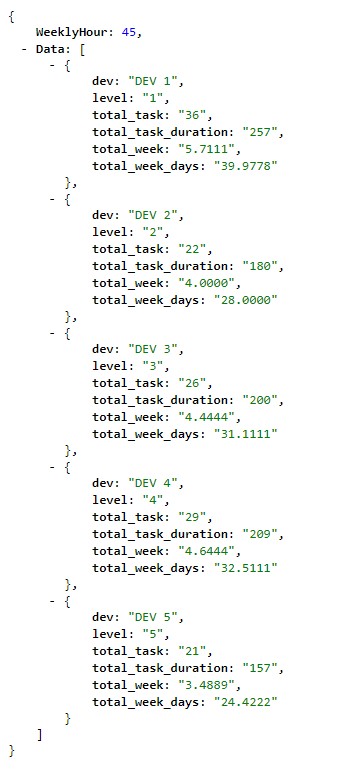 {
WeeklyHour: 45,
- Data: [
- {
dev: "DEV 1",
level: "1",
total_task: "36",
total_task_duration: "257",
total_week: "5.7111",
total_week_days: "39.9778"
},
- {
dev: "DEV 2",
level: "2",
total_task: "22",
total_task_duration: "180",
total_week: "4.0000",
total_week_days: "28.0000"
},
- {
dev: "DEV 3",
level: "3",
total_task: "26",
total_task_duration: "200",
total_week: "4.4444",
total_week_days: "31.1111"
},
- {
dev: "DEV 4",
level: "4",
total_task: "29",
total_task_duration: "209",
total_week: "4.6444",
total_week_days: "32.5111"
},
- {
dev: "DEV 5",
level: "5",
total_task: "21",
total_task_duration: "157",
total_week: "3.4889",
total_week_days: "24.4222"
}
]
}